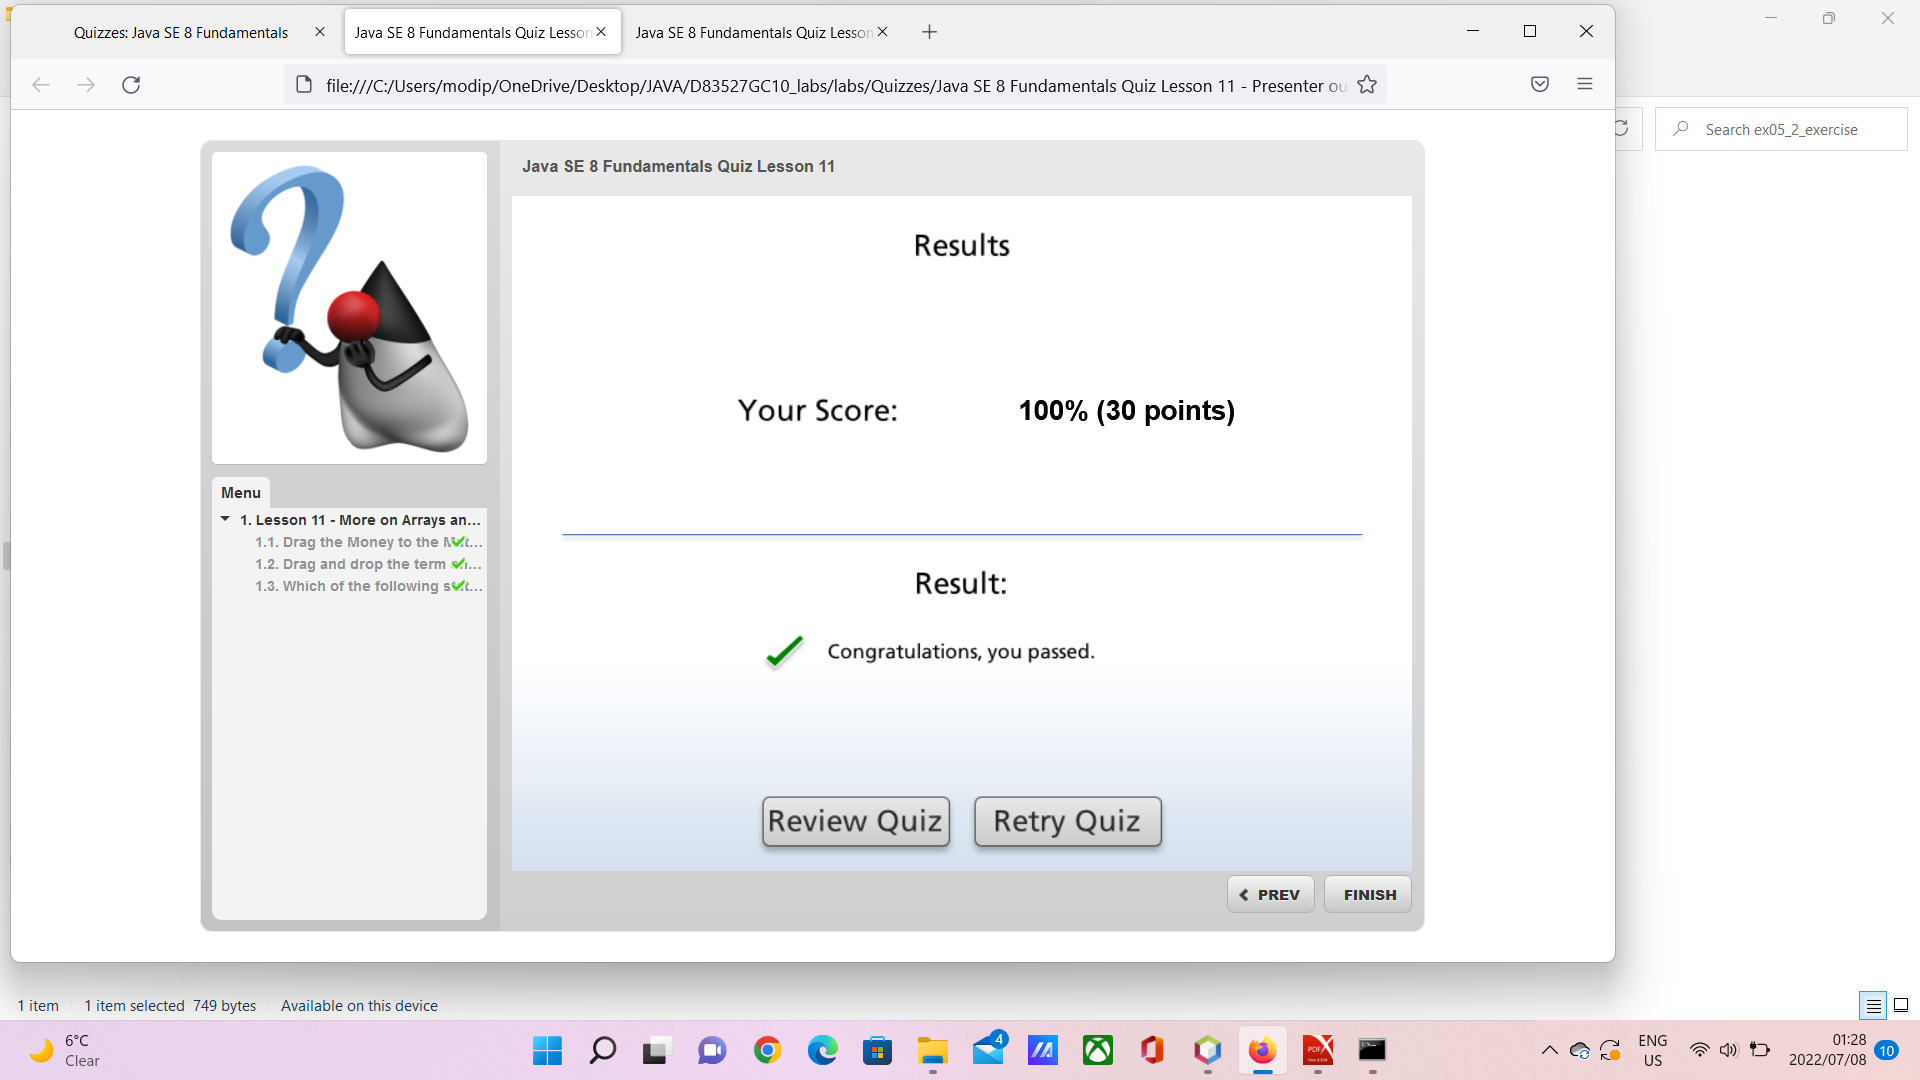 Quizzes: Java SE 8 Fundamentals
Java SE 8 Fundamentals Quiz Lesson
Java SE 8 Fundamentals Quiz Lesson
file:///C:/Users/modip/OneDrive/Desktop/JAVA/D83527GC10_labs/labs/Quizzes/Java SE 8 Fundamentals Quiz Lesson 11 - Presenter ou
Search ex05_2_exercise
Java SE 8 Fundamentals Quiz Lesson 11
Results
Your Score: 100% (30 points)
Result:
Congratulations, you passed.
Review Quiz Retry Quiz
PREV FINISH
Menu
1. Lesson 11 - More on Arrays an...
1.1. Drag the Money to the
1.2. Drag and drop the term
1.3. Which of the following
1 item 1 item selected 749 bytes Available on this device
6°C
Clear
4
ENG
US
01:28
2022/07/08
10